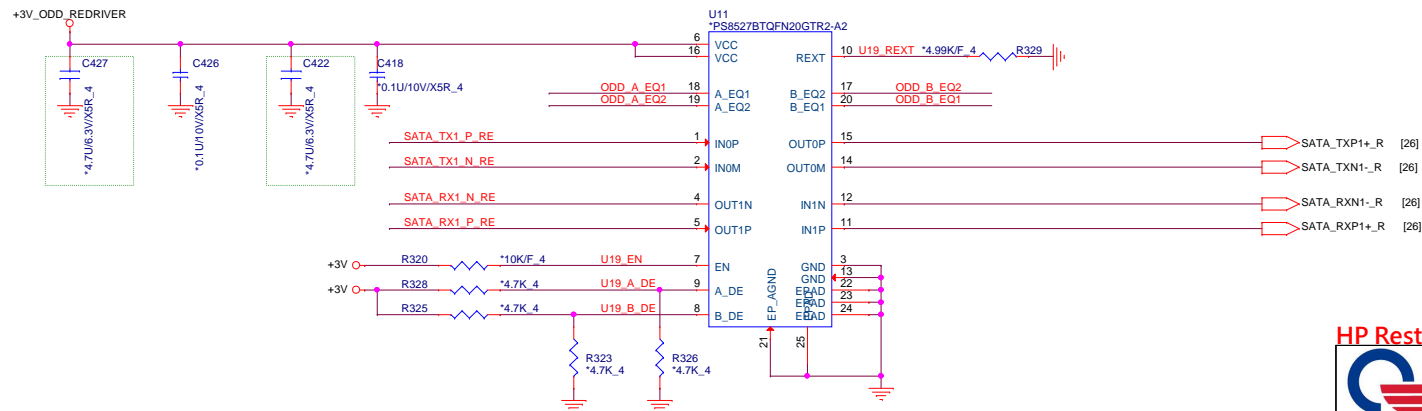 +3V_ODD_REDRIVER
U11
*PS8527BTQFN20GTR2-A2
C427
*4.7U/6.3V/X5R_4
C426
*0.1U/10V/X5R_4
C422
*4.7U/6.3V/X5R_4
C418
*0.1U/10V/X5R_4
6 VCC
16 VCC
REXT 10 U19_REXT *4.99K/F_4 R329
ODD_A_EQ1 18 A_EQ1
ODD_A_EQ2 19 A_EQ2
B_EQ2 17 ODD_B_EQ2
B_EQ1 20 ODD_B_EQ1
SATA_TX1_P_RE 1 IN0P
OUT0P 15 SATA_TXP1+_R [26]
SATA_TX1_N_RE 2 IN0M
OUT0M 14 SATA_TXN1-_R [26]
SATA_RX1_N_RE 4 OUT1N
IN1N 12 SATA_RXN1-_R [26]
SATA_RX1_P_RE 5 OUT1P
IN1P 11 SATA_RXP1+_R [26]
+3V R320 *10K/F_4 U19_EN 7 EN
+3V R328 *4.7K_4 U19_A_DE 9 A_DE
R325 *4.7K_4 U19_B_DE 8 B_DE
GND 3
GND 13
EPAD 22
EPAD 23
EPAD 24
EP_AGND
21
25
R323
*4.7K_4
R326
*4.7K_4
HP Rest